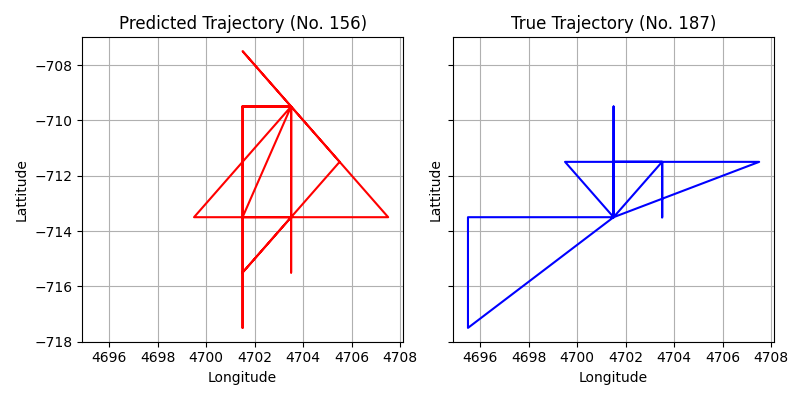 Predicted Trajectory (No. 156)
True Trajectory (No. 187)
Lattitude
−708
−710
−712
−714
−716
−718
4696 4698 4700 4702 4704 4706 4708
Longitude
Lattitude
4696 4698 4700 4702 4704 4706 4708
Longitude